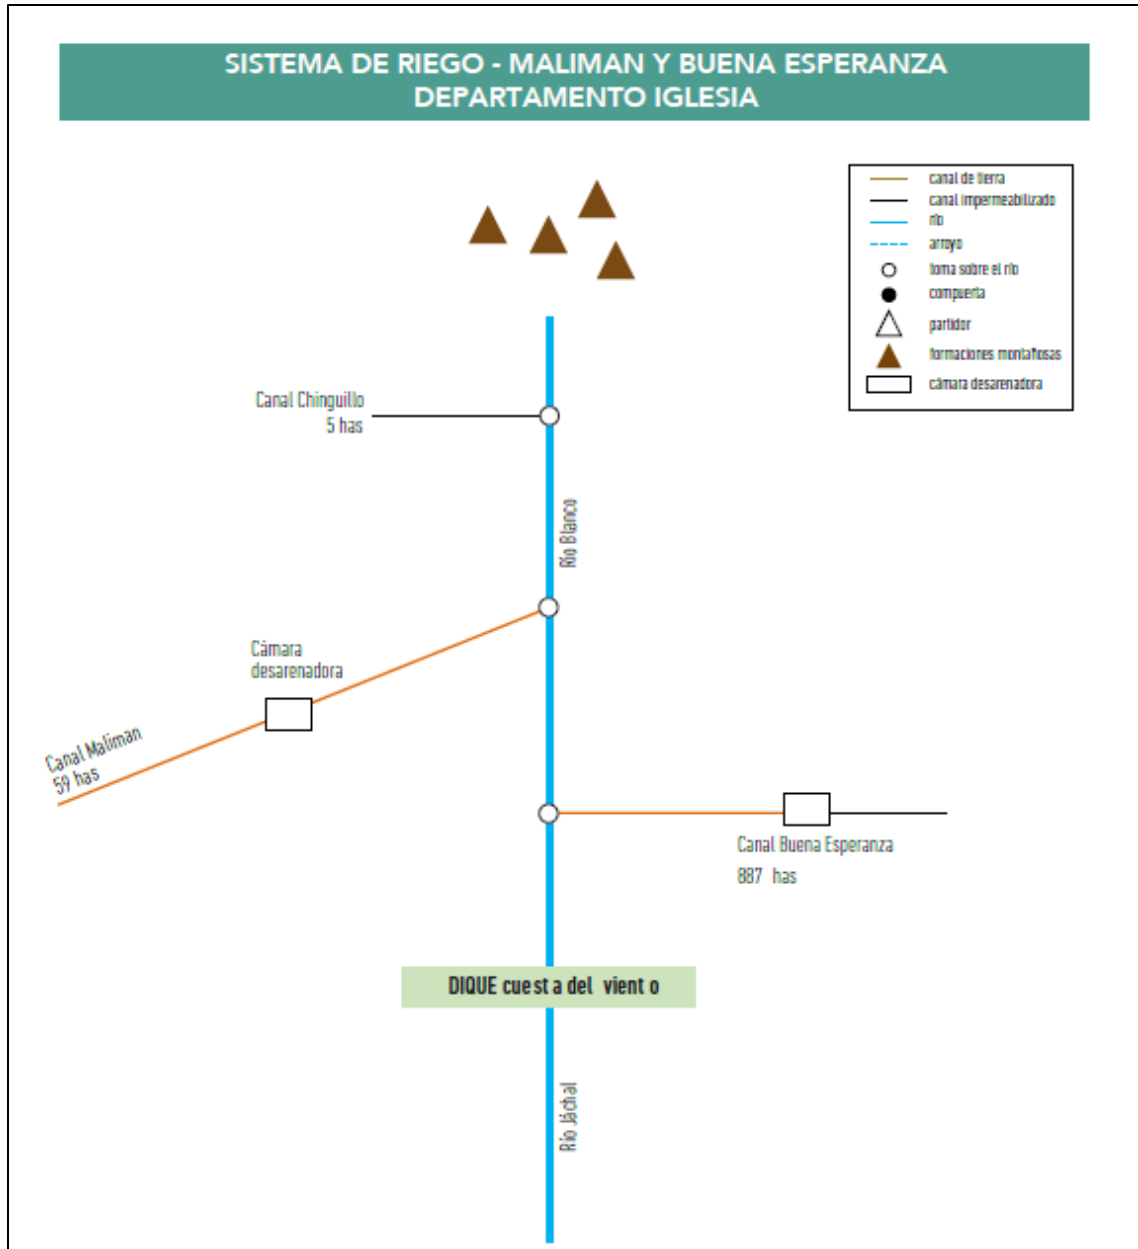 SISTEMA DE RIEGO - MALIMAN Y BUENA ESPERANZA
DEPARTAMENTO IGLESIA
canal de tierra
canal impermeabilizado
río
arroyo
toma sobre el río
compuerta
partidor
formaciones montañosas
cámara desarenadora
Canal Chinguillo
5 has
Río Blanco
Cámara
desarenadora
Canal Maliman
59 has
Canal Buena Esperanza
887 has
DIQUE cuesta del viento
Río Jáchal